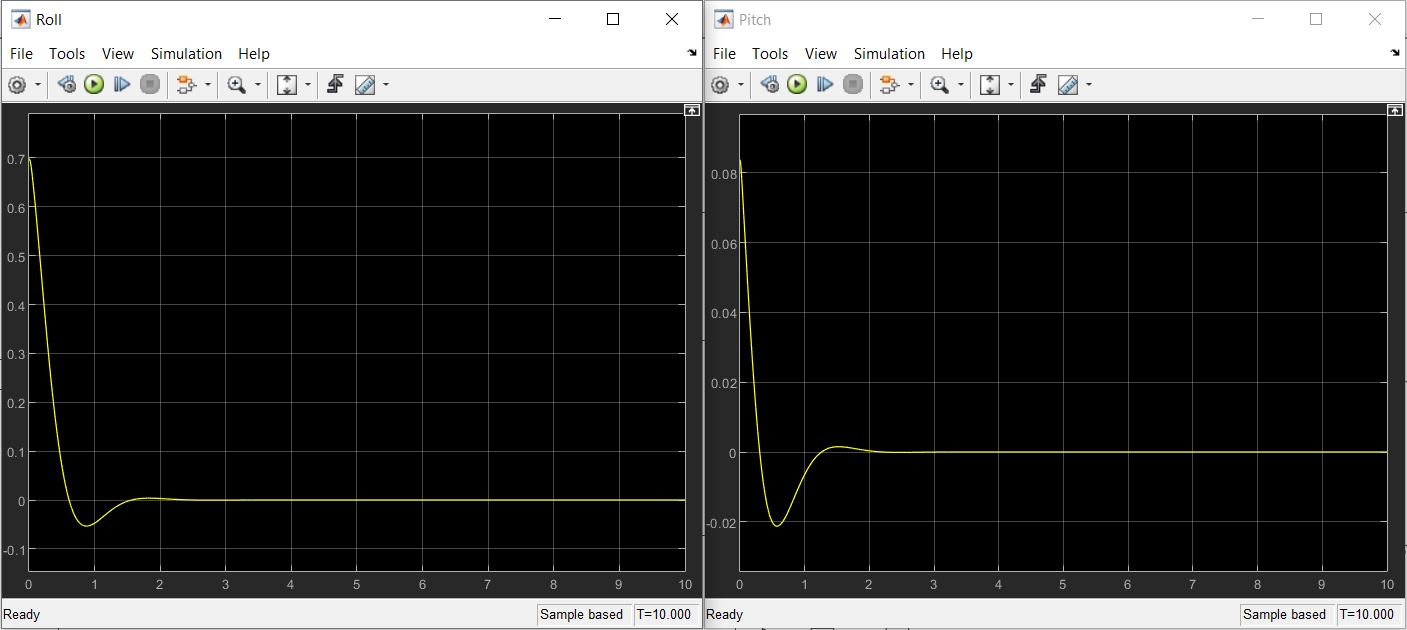 Roll
File Tools View Simulation Help
0.7
0.6
0.5
0.4
0.3
0.2
0.1
0
-0.1
0 1 2 3 4 5 6 7 8 9 10
Ready Sample based T=10.000
Pitch
File Tools View Simulation Help
0.08
0.06
0.04
0.02
0
-0.02
0 1 2 3 4 5 6 7 8 9 10
Ready Sample based T=10.000